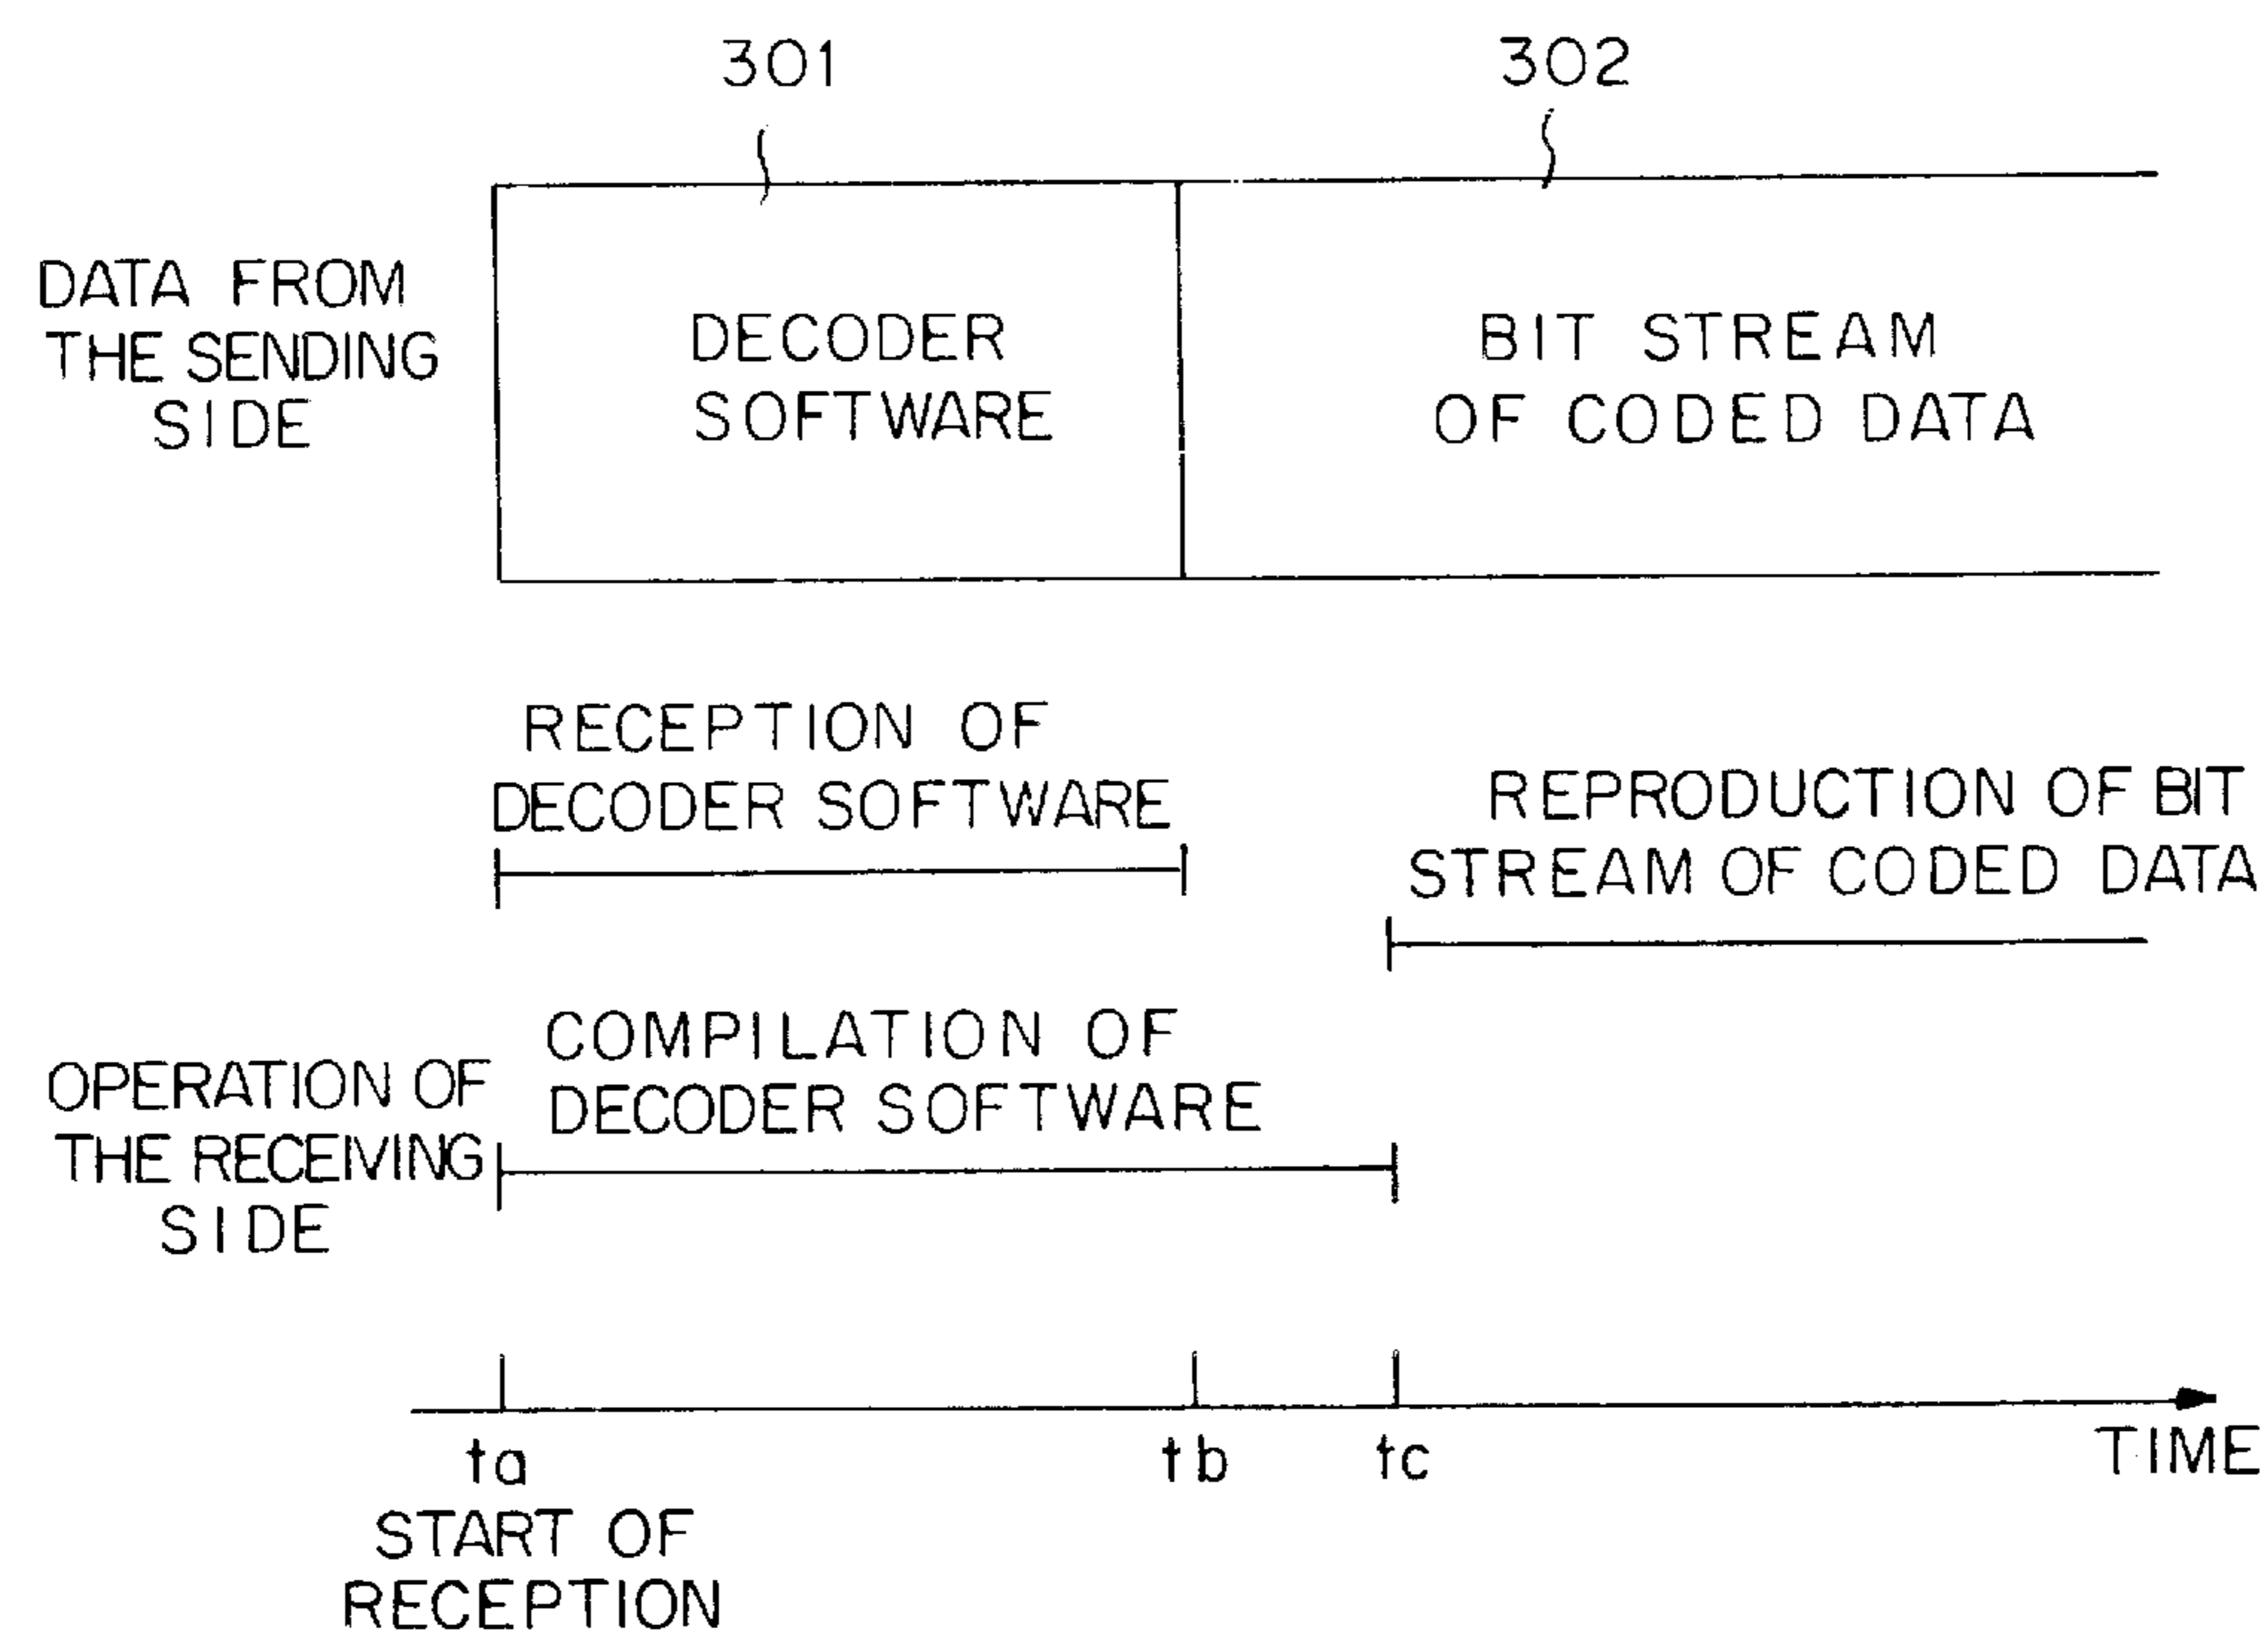 301
302
DATA FROM
THE SENDING
SIDE
DECODER
SOFTWARE
BIT STREAM
OF CODED DATA
RECEPTION OF
DECODER SOFTWARE
REPRODUCTION OF BIT
STREAM OF CODED DATA
COMPILATION OF
DECODER SOFTWARE
OPERATION OF
THE RECEIVING
SIDE
ta
tb
tc
TIME
START OF
RECEPTION